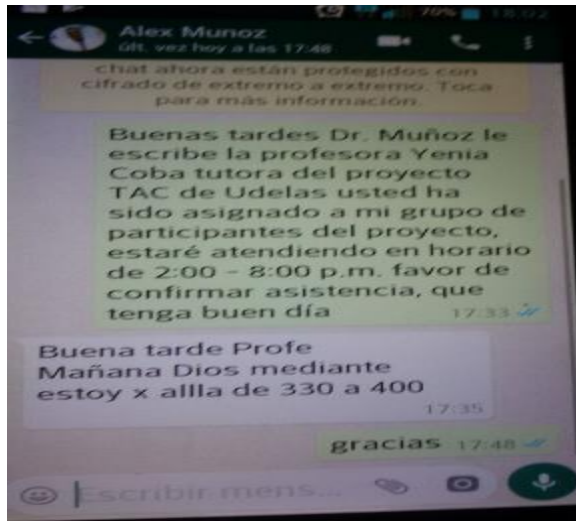 70% 18:02
Alex Munoz
últ. vez hoy a las 17:48
chat ahora están protegidos con
cifrado de extremo a extremo. Toca
para más información.
Buenas tardes Dr. Muñoz le
escribe la profesora Yenia
Coba tutora del proyecto
TAC de Udelas usted ha
sido asignado a mi grupo de
participantes del proyecto,
estaré atendiendo en horario
de 2:00 - 8:00 p.m. favor de
confirmar asistencia, que
tenga buen día
17:33
Buena tarde Profe
Mañana Dios mediante
estoy x allla de 330 a 400
17:35
gracias 17:48
Escribir mens...